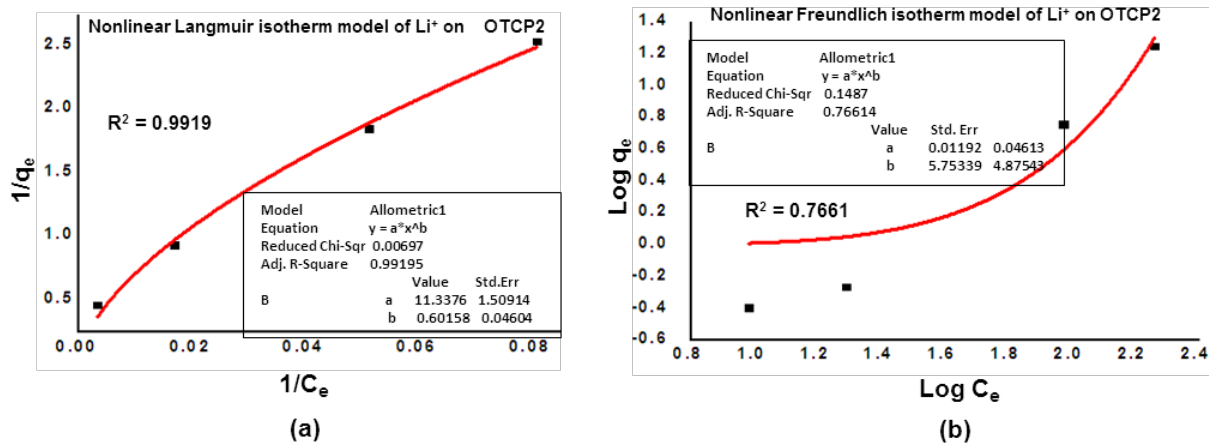 Nonlinear Langmuir isotherm model of Li⁺ on OTCP2
2.5
2.0
1.5
1.0
0.5
1/qₑ
R² = 0.9919
Model Allometric1
Equation y = a*x^b
Reduced Chi-Sqr 0.00697
Adj. R-Square 0.99195
Value Std.Err
B a 11.3376 1.50914
b 0.60158 0.04604
0.00 0.02 0.04 0.06 0.08
1/Cₑ
(a)
Nonlinear Freundlich isotherm model of Li⁺ on OTCP2
1.4
1.2
1.0
0.8
0.6
0.4
0.2
0.0
-0.2
-0.4
-0.6
Log qₑ
Model Allometric1
Equation y = a*x^b
Reduced Chi-Sqr 0.1487
Adj. R-Square 0.76614
Value Std. Err
B a 0.01192 0.04613
b 5.75339 4.87543
R² = 0.7661
0.8 1.0 1.2 1.4 1.6 1.8 2.0 2.2 2.4
Log Cₑ
(b)